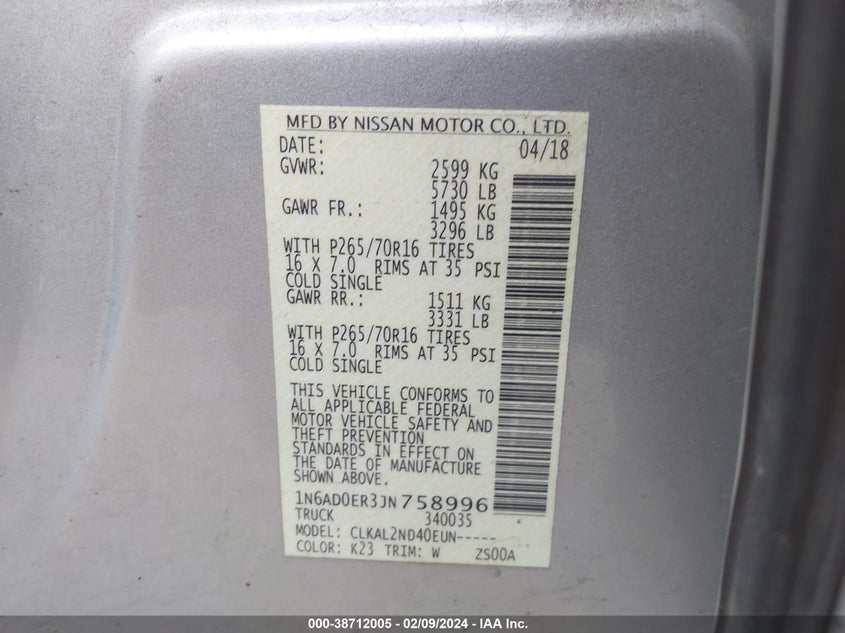 MFD BY NISSAN MOTOR CO., LTD.
DATE: 04/18
GVWR: 2599 KG
5730 LB
GAWR FR.: 1495 KG
3296 LB
WITH P265/70R16 TIRES
16 X 7.0 RIMS AT 35 PSI
COLD SINGLE
GAWR RR.: 1511 KG
3331 LB
WITH P265/70R16 TIRES
16 X 7.0 RIMS AT 35 PSI
COLD SINGLE
THIS VEHICLE CONFORMS TO
ALL APPLICABLE FEDERAL
MOTOR VEHICLE SAFETY AND
THEFT PREVENTION
STANDARDS IN EFFECT ON
THE DATE OF MANUFACTURE
SHOWN ABOVE.
1N6AD0ER3JN758996
TRUCK 340035
MODEL: CLKAL2ND40EUN-----
COLOR: K23 TRIM: W ZS00A
000-38712005 - 02/09/2024 - IAA Inc.